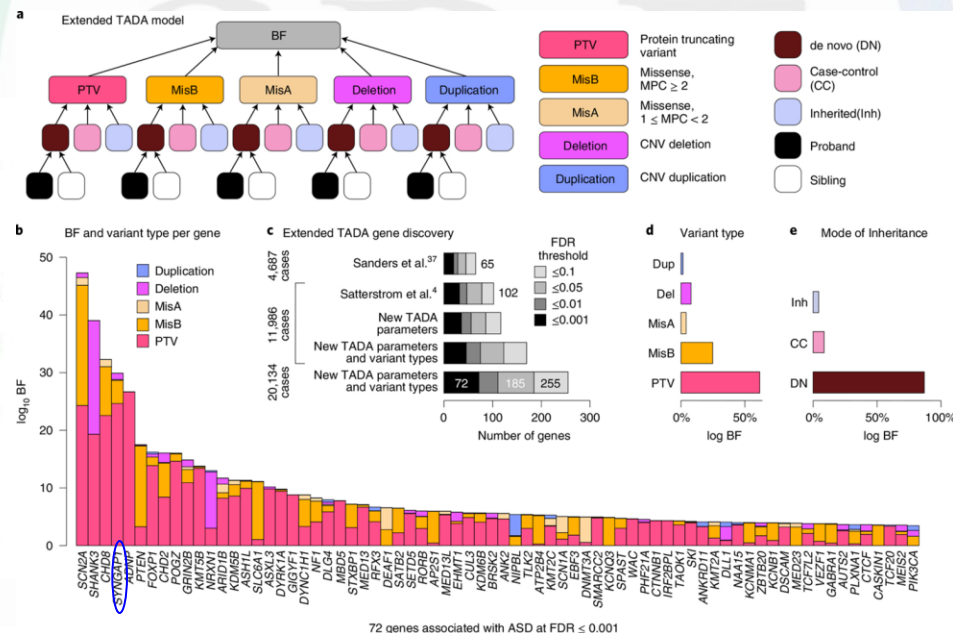 a
Extended TADA model
BF
PTV
MisB
MisA
Deletion
Duplication
PTV
Protein truncating
variant
MisB
Missense,
MPC ≥ 2
MisA
Missense,
1 ≤ MPC < 2
Deletion
CNV deletion
Duplication
CNV duplication
de novo (DN)
Case-control
(CC)
Inherited(Inh)
Proband
Sibling
b
BF and variant type per gene
50
40
30
20
10
0
log10 BF
Duplication
Deletion
MisA
MisB
PTV
c
Extended TADA gene discovery
4,687
cases
Sanders et al.37
65
11,986
cases
Satterstrom et al.4
102
New TADA
parameters
New TADA parameters
and variant types
20,134
cases
New TADA parameters
and variant types
72
185
255
0
100
200
300
Number of genes
FDR
threshold
≤0.1
≤0.05
≤0.01
≤0.001
d
Variant type
Dup
Del
MisA
MisB
PTV
0%
50%
log BF
e
Mode of Inheritance
Inh
CC
DN
0%
50%
100%
log BF
SCN2A
SHANK3
CHD8
SYNGAP1
ADNP
PTEN
FOXP1
CHD2
POGZ
GRIN2B
KMT5B
NRXN1
ARID1B
KDM5B
ASH1L
SLC6A1
ASXL3
DYRK1A
GIGYF1
DYNC1H1
NF1
DLG4
MBD5
STXBP1
MED13
RFX3
DEAF1
SATB2
SETD5
RORB
AP2S1
MED13L
EHMT1
CUL3
KDM6B
BRSK2
ANK2
NIPBL
TLK2
ATP2B4
KMT2C
SCN1A
EBF3
DNMT3A
SMARCC2
KCNQ3
SPAST
WAC
PHF21A
CTNNB1
IRF2BPL
TAOK1
SKI
ANKRD11
KMT2A
DLL1
NAA15
KCNMA1
ZBTB20
KCNB1
DSCAM
MED23
TCF7L2
VEZF1
GABRA1
AUTS2
PLXNA1
CTCF
CASKIN1
TCF20
MEIS2
PIK3CA
72 genes associated with ASD at FDR ≤ 0.001